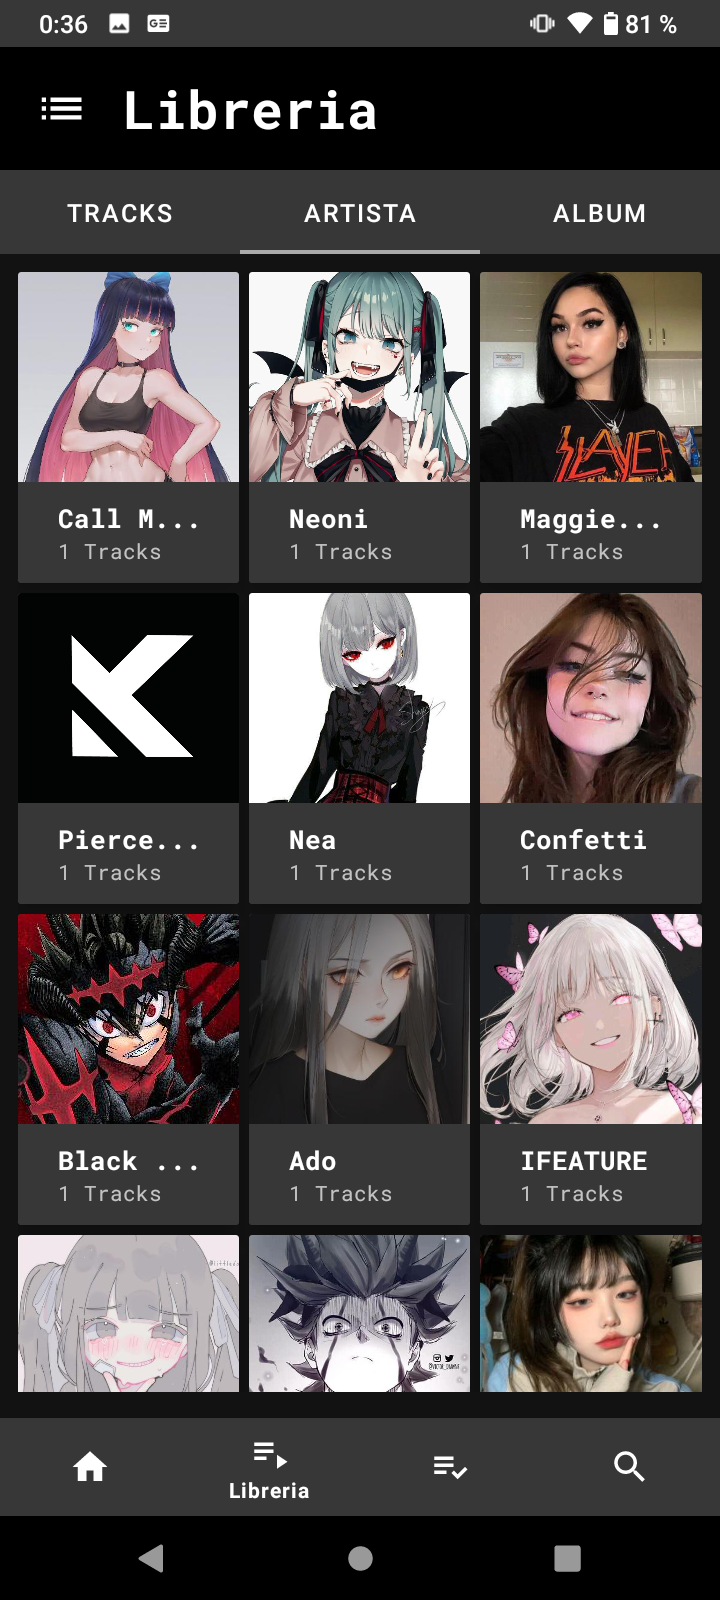 0:36
81 %
Libreria
TRACKS
ARTISTA
ALBUM
SLAYER
Call M...
1 Tracks
Neoni
1 Tracks
Maggie...
1 Tracks
Pierce...
1 Tracks
Nea
1 Tracks
Confetti
1 Tracks
Black ...
1 Tracks
Ado
1 Tracks
IFEATURE
1 Tracks
Libreria